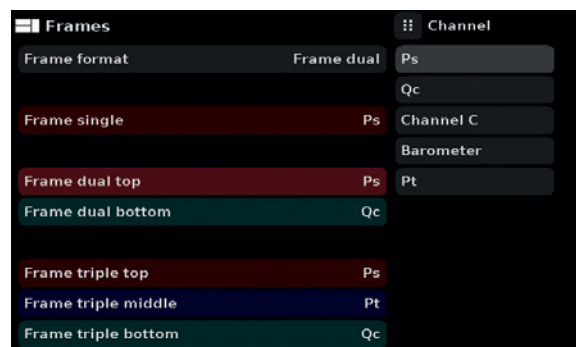 Frames
Frame format Frame dual
Frame single Ps
Frame dual top Ps
Frame dual bottom Qc
Frame triple top Ps
Frame triple middle Pt
Frame triple bottom Qc
Channel
Ps
Qc
Channel C
Barometer
Pt